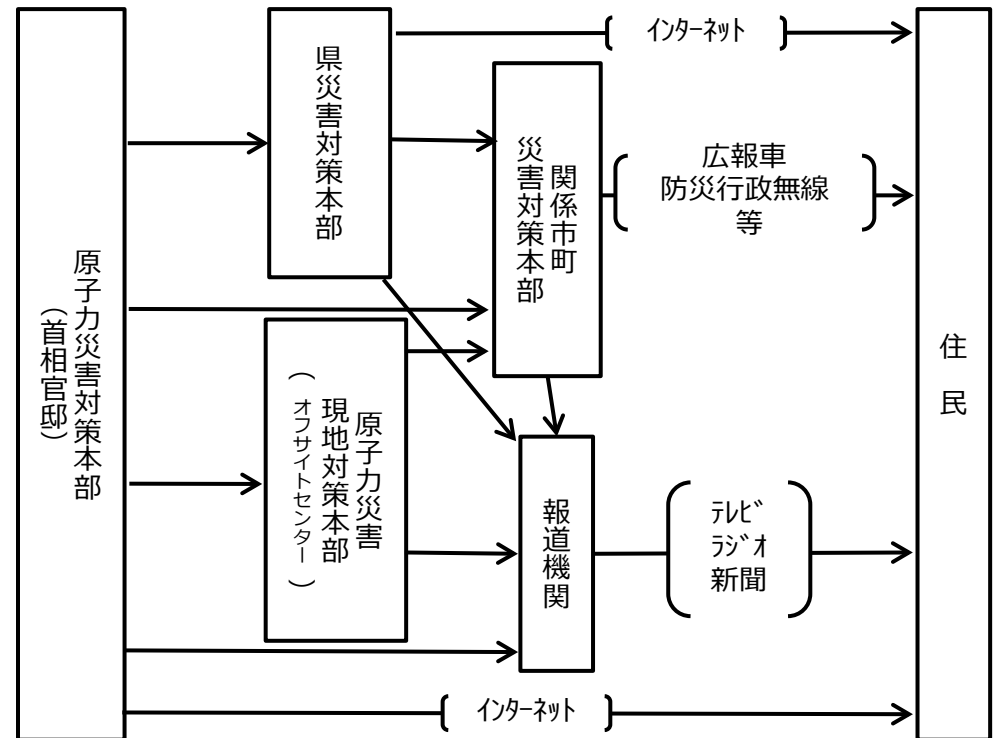 原子力災害対策本部
（首相官邸）
県災害対策本部
原子力災害
現地対策本部
（オフサイトセンター）
関係市町
災害対策本部
報道機関
インターネット
広報車
防災行政無線
等
テレビ
ラジオ
新聞
インターネット
住民